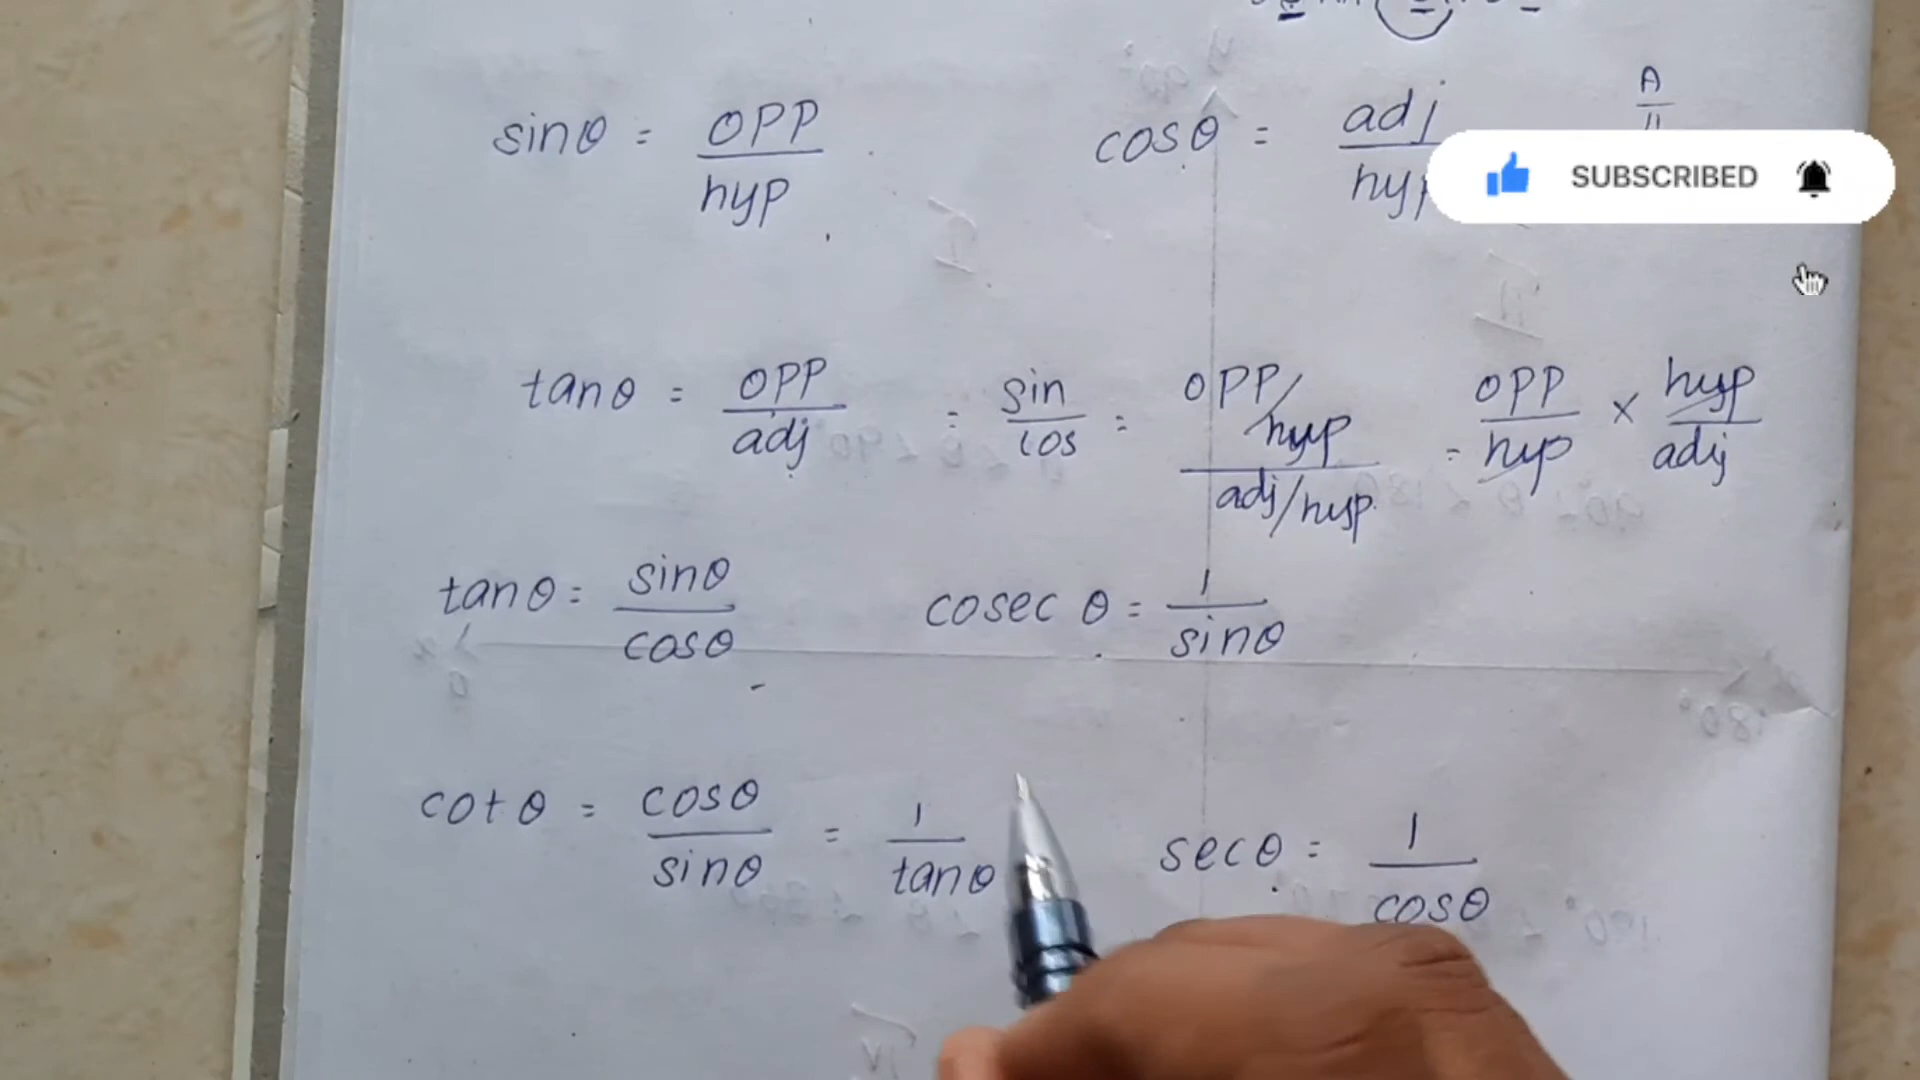 sinθ = opp/hyp cosθ = adj/hyp A
SUBSCRIBED
tanθ = opp/adj = sin/cos = opp/hyp / adj/hyp = opp/hyp × hyp/adj
tanθ = sinθ/cosθ cosec θ = 1/sinθ
cotθ = cosθ/sinθ = 1/tanθ secθ = 1/cosθ